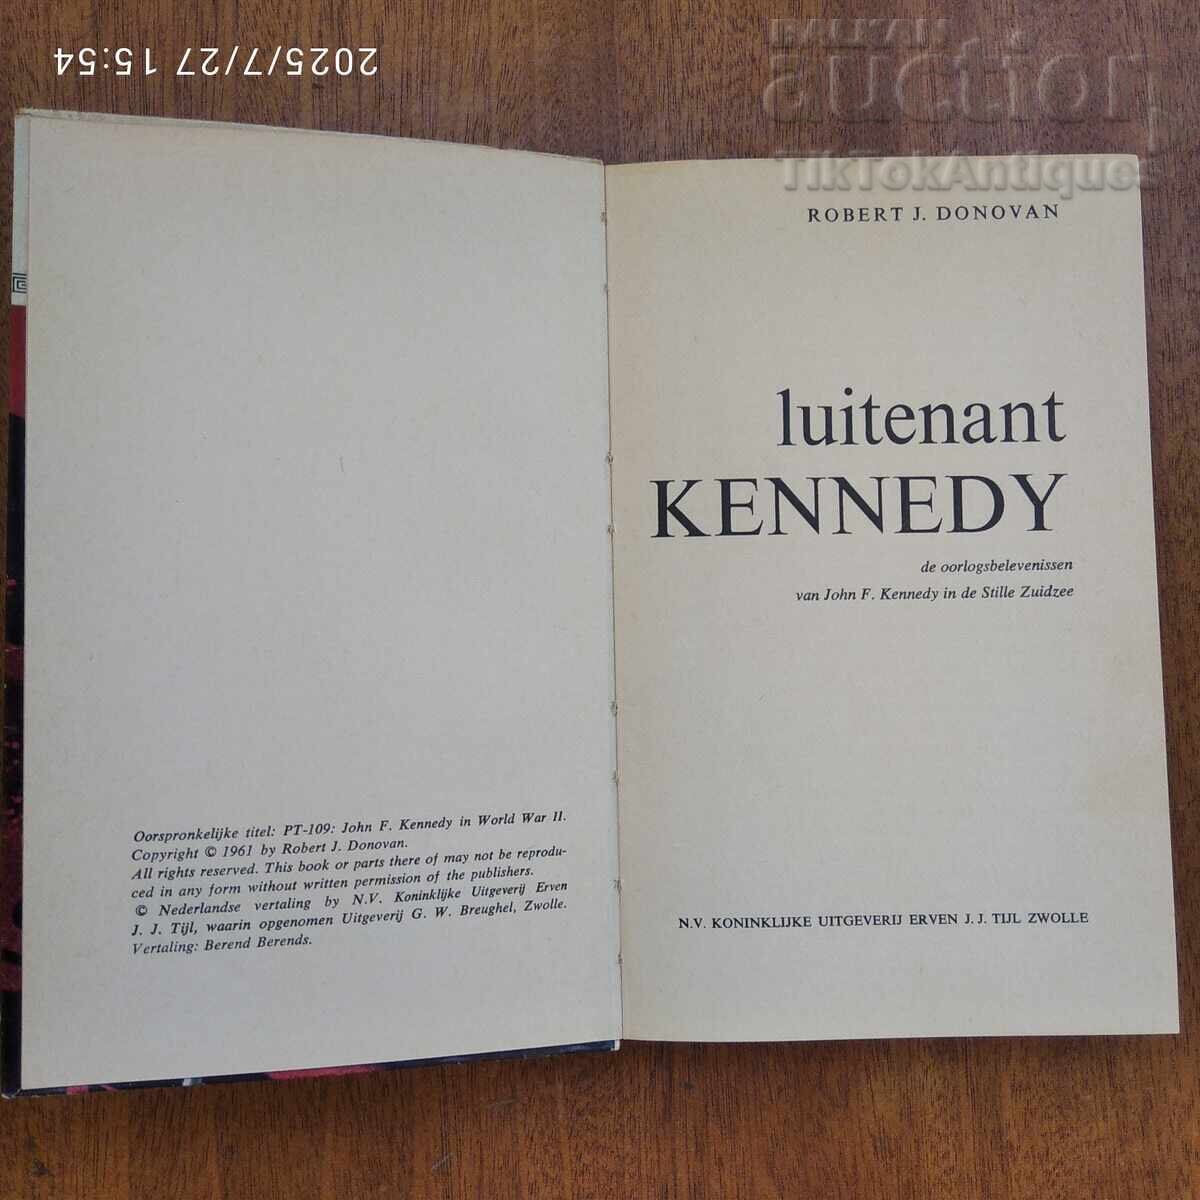 2025/7/27 15:54
BALKAN
auction
TikTokAntiques
Oorspronkelijke titel: PT-109: John F. Kennedy in World War II.
Copyright © 1961 by Robert J. Donovan.
All rights reserved. This book or parts there of may not be reprodu-
ced in any form without written permission of the publishers.
© Nederlandse vertaling by N.V. Koninklijke Uitgeverij Erven
J. J. Tijl, waarin opgenomen Uitgeverij G. W. Breughel, Zwolle.
Vertaling: Berend Berends.
ROBERT J. DONOVAN
luitenant
KENNEDY
de oorlogsbelevenissen
van John F. Kennedy in de Stille Zuidzee
N.V. KONINKLIJKE UITGEVERIJ ERVEN J. J. TIJL ZWOLLE